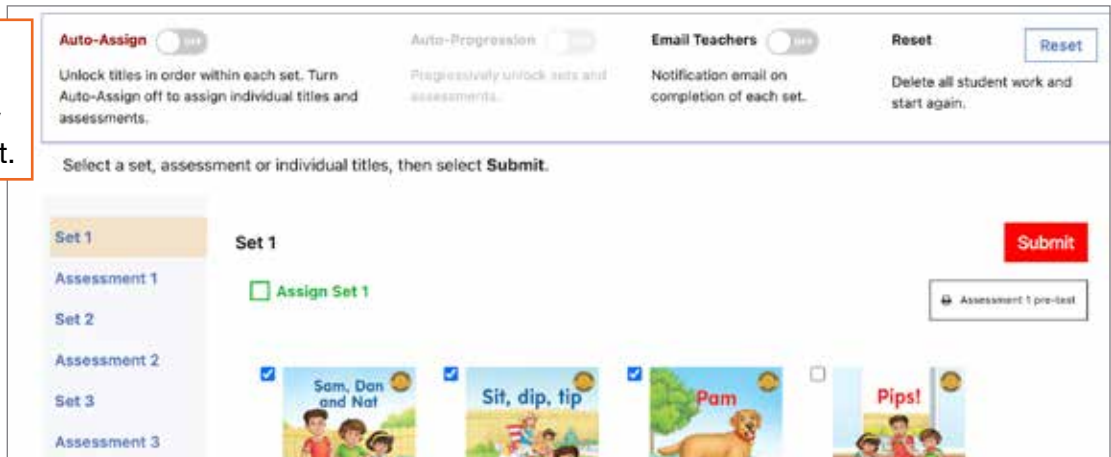 t.
Auto-Assign OFF
Unlock titles in order within each set. Turn
Auto-Assign off to assign individual titles and
assessments.
Auto-Progression
Progressively unlock sets and
assessments.
Email Teachers OFF
Notification email on
completion of each set.
Reset
Reset
Delete all student work and
start again.
Select a set, assessment or individual titles, then select Submit.
Set 1
Assessment 1
Set 2
Assessment 2
Set 3
Assessment 3
Set 1
Submit
Assign Set 1
Assessment 1 pre-test
Sam, Dan
and Nat
Sit, dip, tip
Pam
Pips!